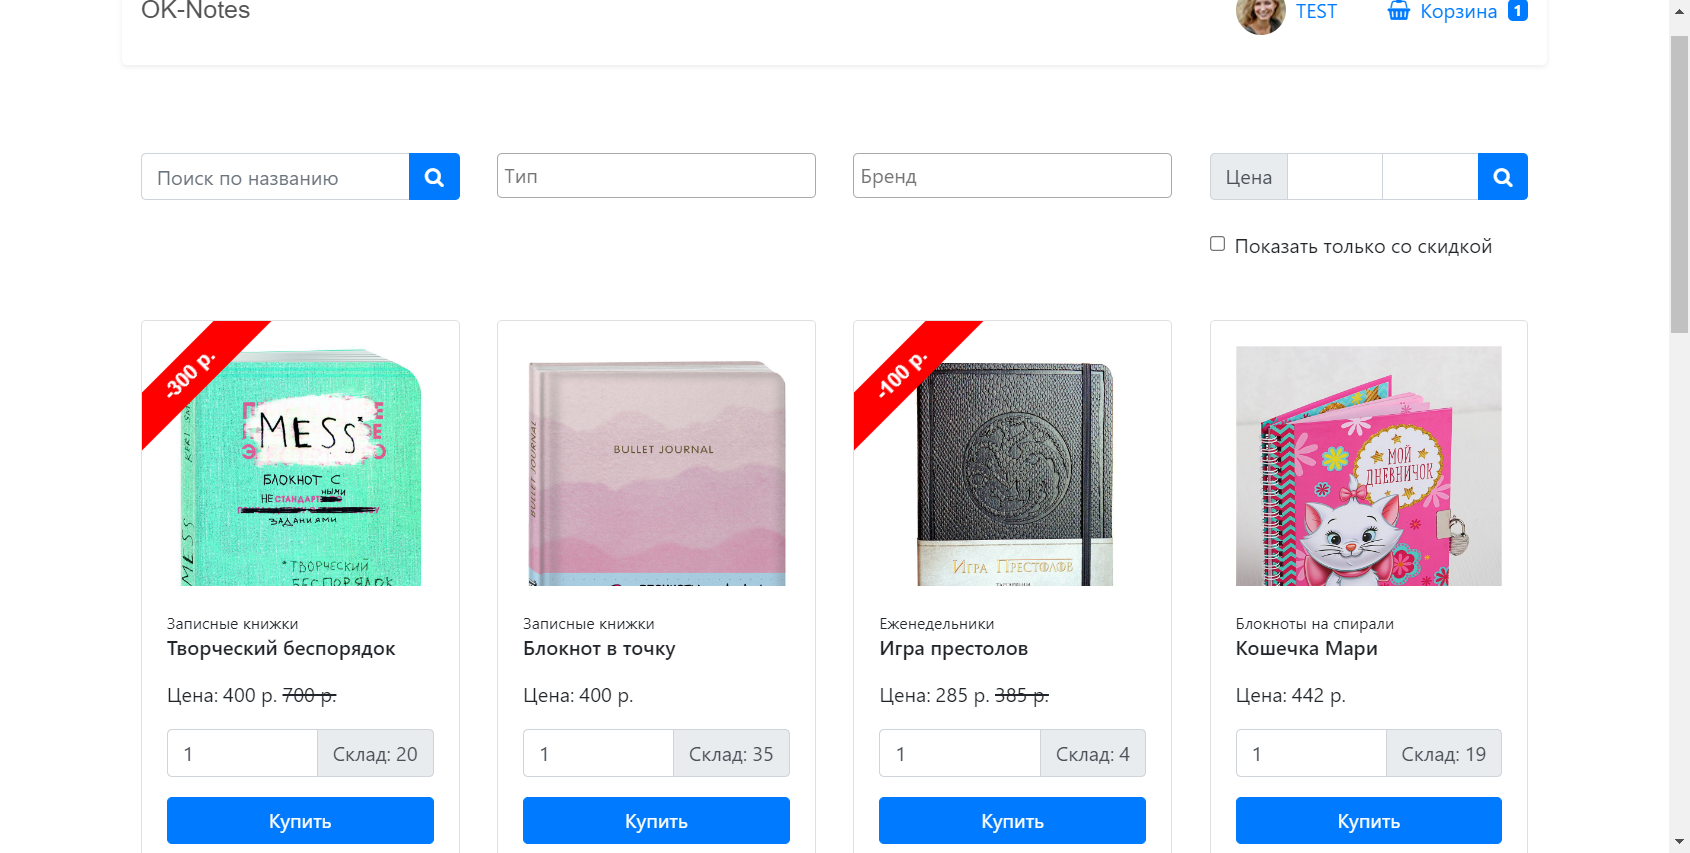 OK-Notes
TEST
Корзина 1
Поиск по названию
Тип
Бренд
Цена
Показать только со скидкой
-300 р.
MESS*
БЛОКНОТ С
НЕСТАНДАРТНЫМИ
ЗАДАНИЯМИ
*ТВОРЧЕСКИЙ
БЕСПОРЯДОК
MESS
BULLET JOURNAL
BULLET JOURNAL
-100 р.
ИГРА ПРЕСТОЛОВ
МОЙ
ДНЕВНИЧОК
Записные книжки
Творческий беспорядок
Цена: 400 р. 700 р.
1
Склад: 20
Купить
Записные книжки
Блокнот в точку
Цена: 400 р.
1
Склад: 35
Купить
Еженедельники
Игра престолов
Цена: 285 р. 385 р.
1
Склад: 4
Купить
Блокноты на спирали
Кошечка Мари
Цена: 442 р.
1
Склад: 19
Купить